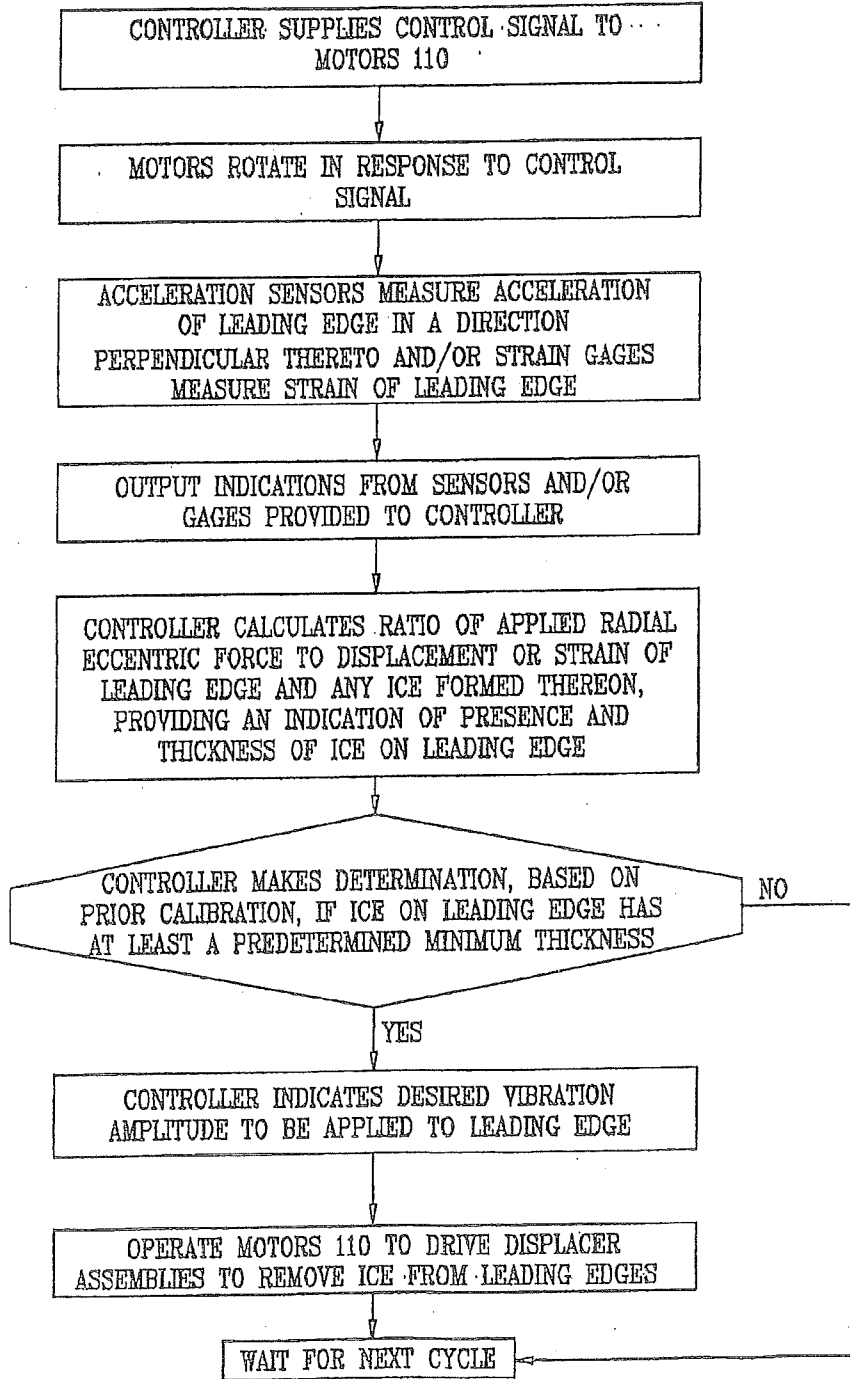 CONTROLLER SUPPLIES CONTROL SIGNAL TO
MOTORS 110
MOTORS ROTATE IN RESPONSE TO CONTROL
SIGNAL
ACCELERATION SENSORS MEASURE ACCELERATION
OF LEADING EDGE IN A DIRECTION
PERPENDICULAR THERETO AND/OR STRAIN GAGES
MEASURE STRAIN OF LEADING EDGE
OUTPUT INDICATIONS FROM SENSORS AND/OR
GAGES PROVIDED TO CONTROLLER
CONTROLLER CALCULATES RATIO OF APPLIED RADIAL
ECCENTRIC FORCE TO DISPLACEMENT OR STRAIN OF
LEADING EDGE AND ANY ICE FORMED THEREON,
PROVIDING AN INDICATION OF PRESENCE AND
THICKNESS OF ICE ON LEADING EDGE
CONTROLLER MAKES DETERMINATION, BASED ON
PRIOR CALIBRATION, IF ICE ON LEADING EDGE HAS
AT LEAST A PREDETERMINED MINIMUM THICKNESS
NO
YES
CONTROLLER INDICATES DESIRED VIBRATION
AMPLITUDE TO BE APPLIED TO LEADING EDGE
OPERATE MOTORS 110 TO DRIVE DISPLACER
ASSEMBLIES TO REMOVE ICE FROM LEADING EDGES
WAIT FOR NEXT CYCLE